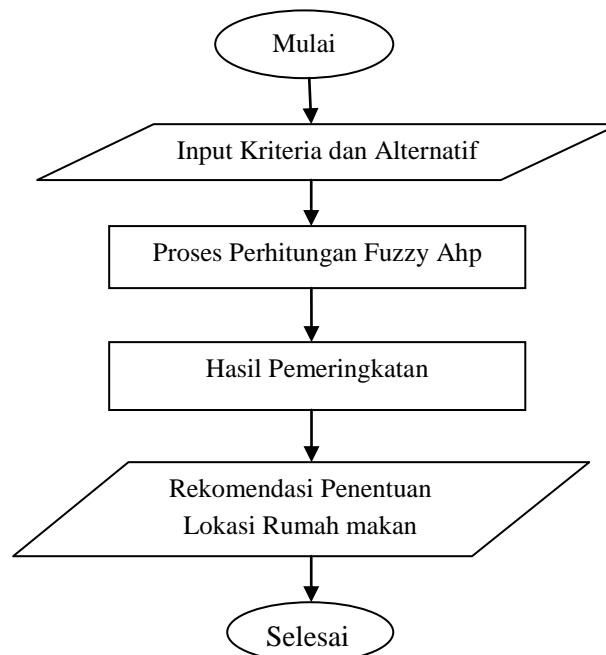 Mulai
Input Kriteria dan Alternatif
Proses Perhitungan Fuzzy Ahp
Hasil Pemeringkatan
Rekomendasi Penentuan
Lokasi Rumah makan
Selesai